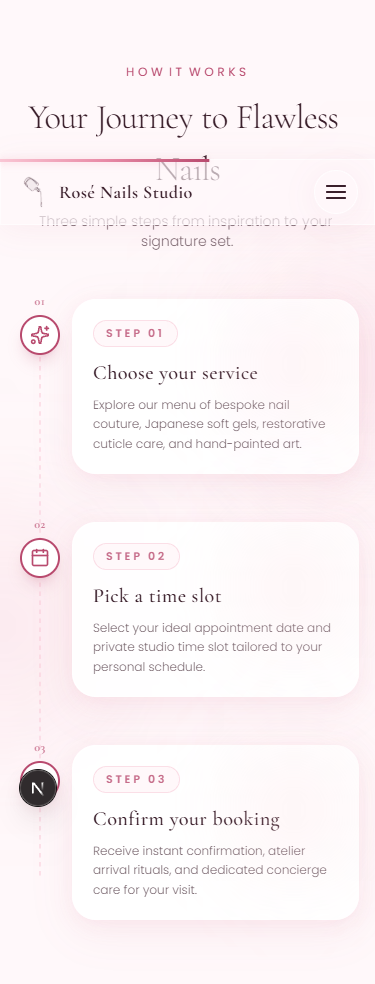 HOW IT WORKS
Your Journey to Flawless
Nails
Rosé Nails Studio
Three simple steps from inspiration to your
signature set.
01
STEP 01
Choose your service
Explore our menu of bespoke nail
couture, Japanese soft gels, restorative
cuticle care, and hand-painted art.
02
STEP 02
Pick a time slot
Select your ideal appointment date and
private studio time slot tailored to your
personal schedule.
03
N
STEP 03
Confirm your booking
Receive instant confirmation, atelier
arrival rituals, and dedicated concierge
care for your visit.